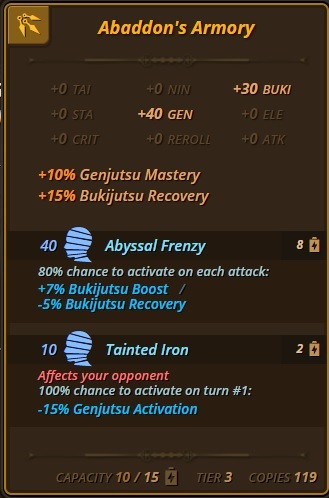 Abaddon's Armory
+0 TAI +0 NIN +30 BUKI
+0 STA +40 GEN +0 ELE
+0 CRIT +0 REROLL +0 ATK
+10% Genjutsu Mastery
+15% Bukijutsu Recovery
40 Abyssal Frenzy 8
80% chance to activate on each attack:
+7% Bukijutsu Boost /
-5% Bukijutsu Recovery
10 Tainted Iron 2
Affects your opponent
100% chance to activate on turn #1:
-15% Genjutsu Activation
CAPACITY 10 / 15 TIER 3 COPIES 119